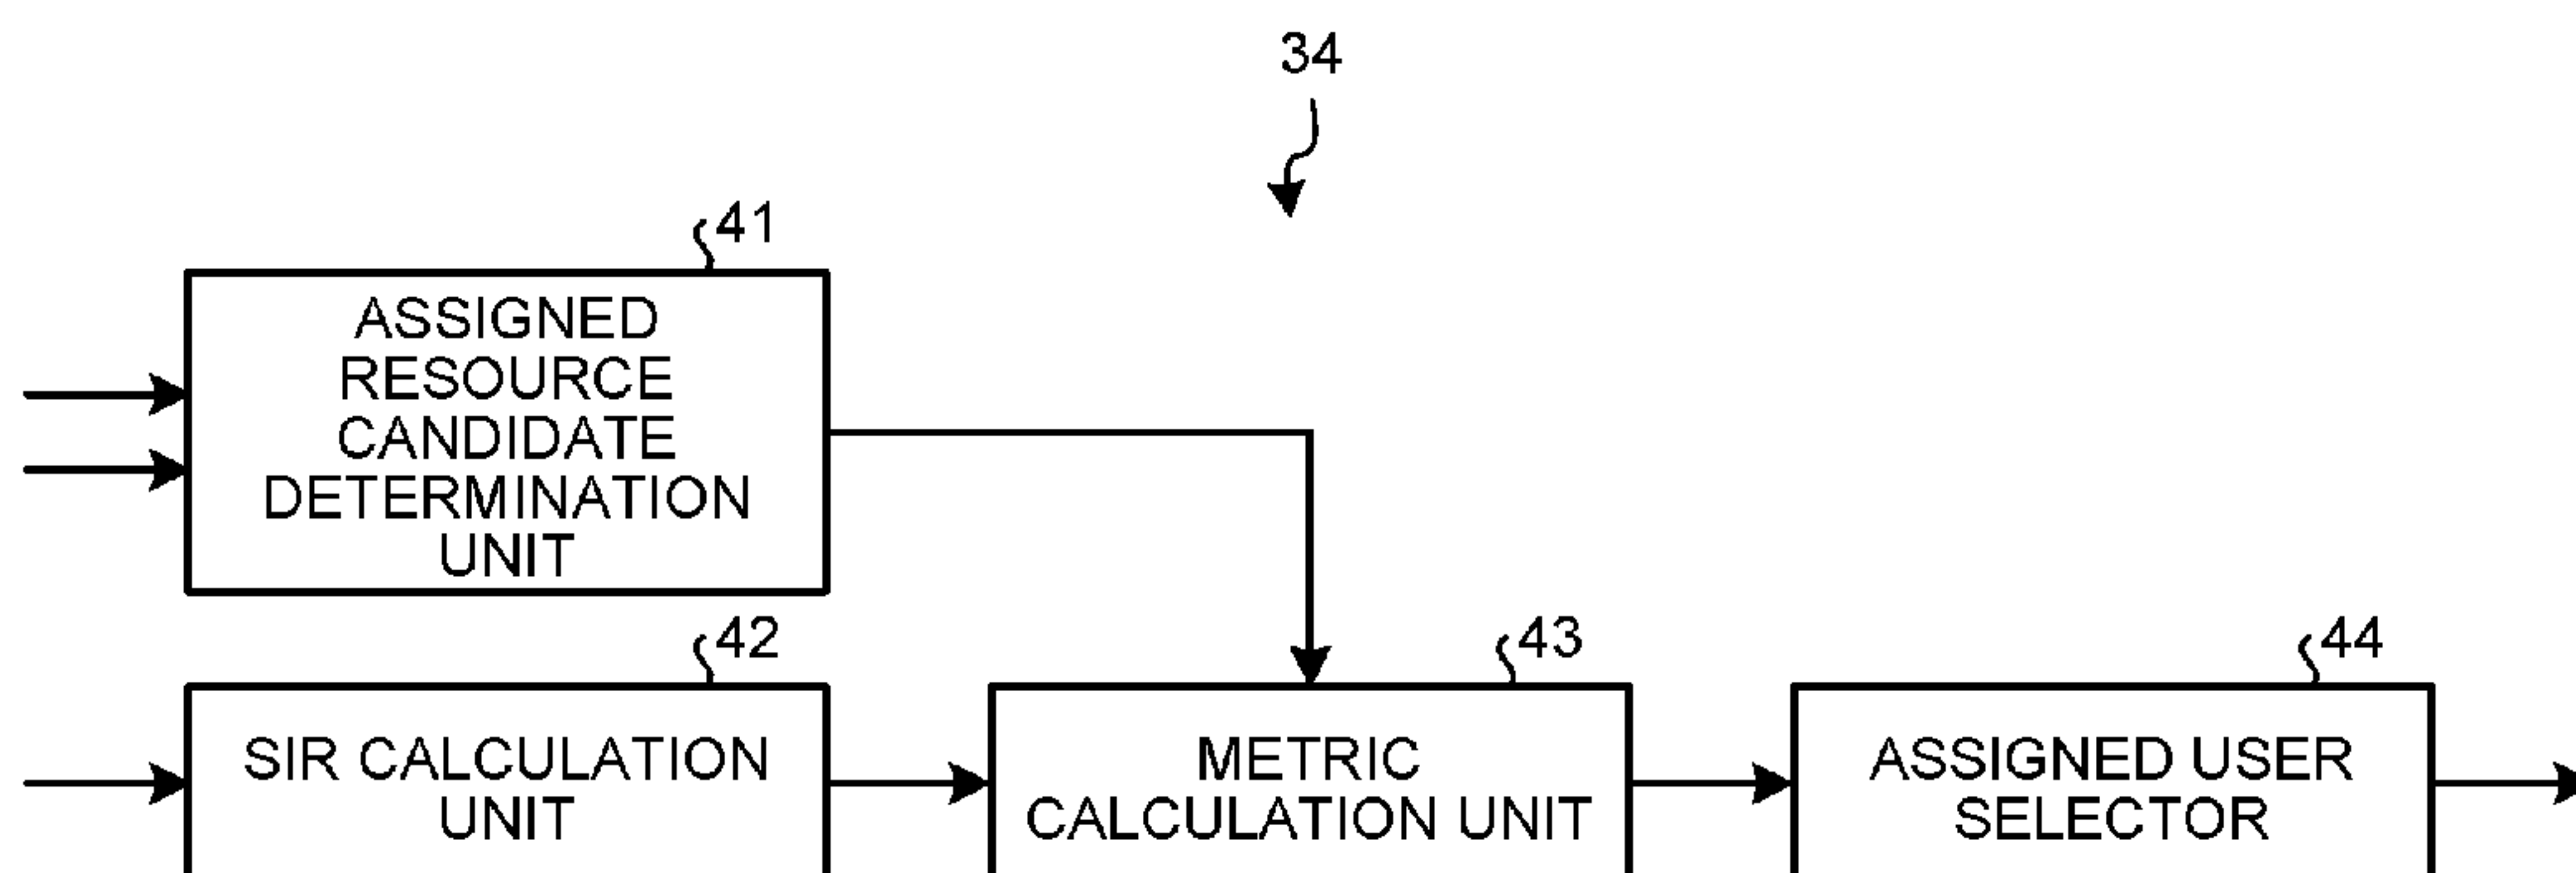 34
41
ASSIGNED
RESOURCE
CANDIDATE
DETERMINATION
UNIT
42
SIR CALCULATION
UNIT
43
METRIC
CALCULATION UNIT
44
ASSIGNED USER
SELECTOR